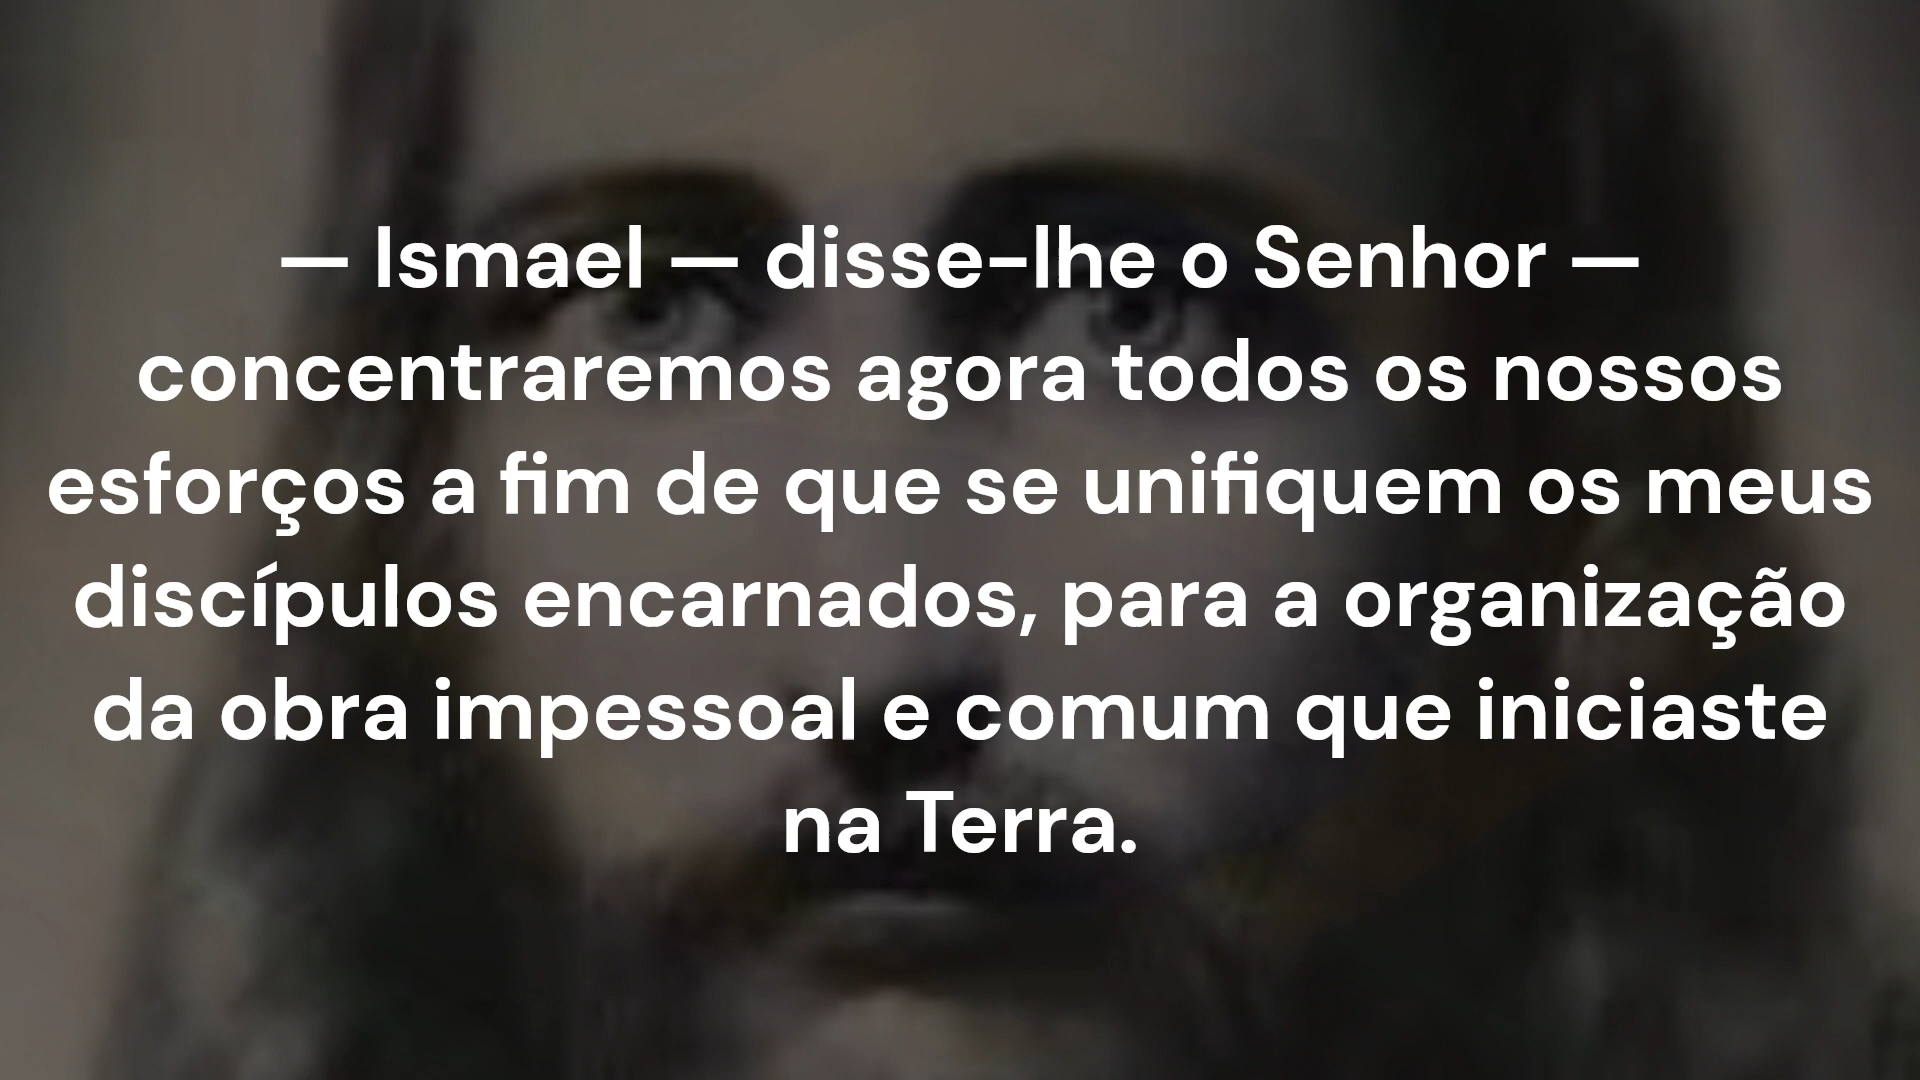 — Ismael — disse-lhe o Senhor —
concentraremos agora todos os nossos
esforços a fim de que se unifiquem os meus
discípulos encarnados, para a organização
da obra impessoal e comum que iniciaste
na Terra.